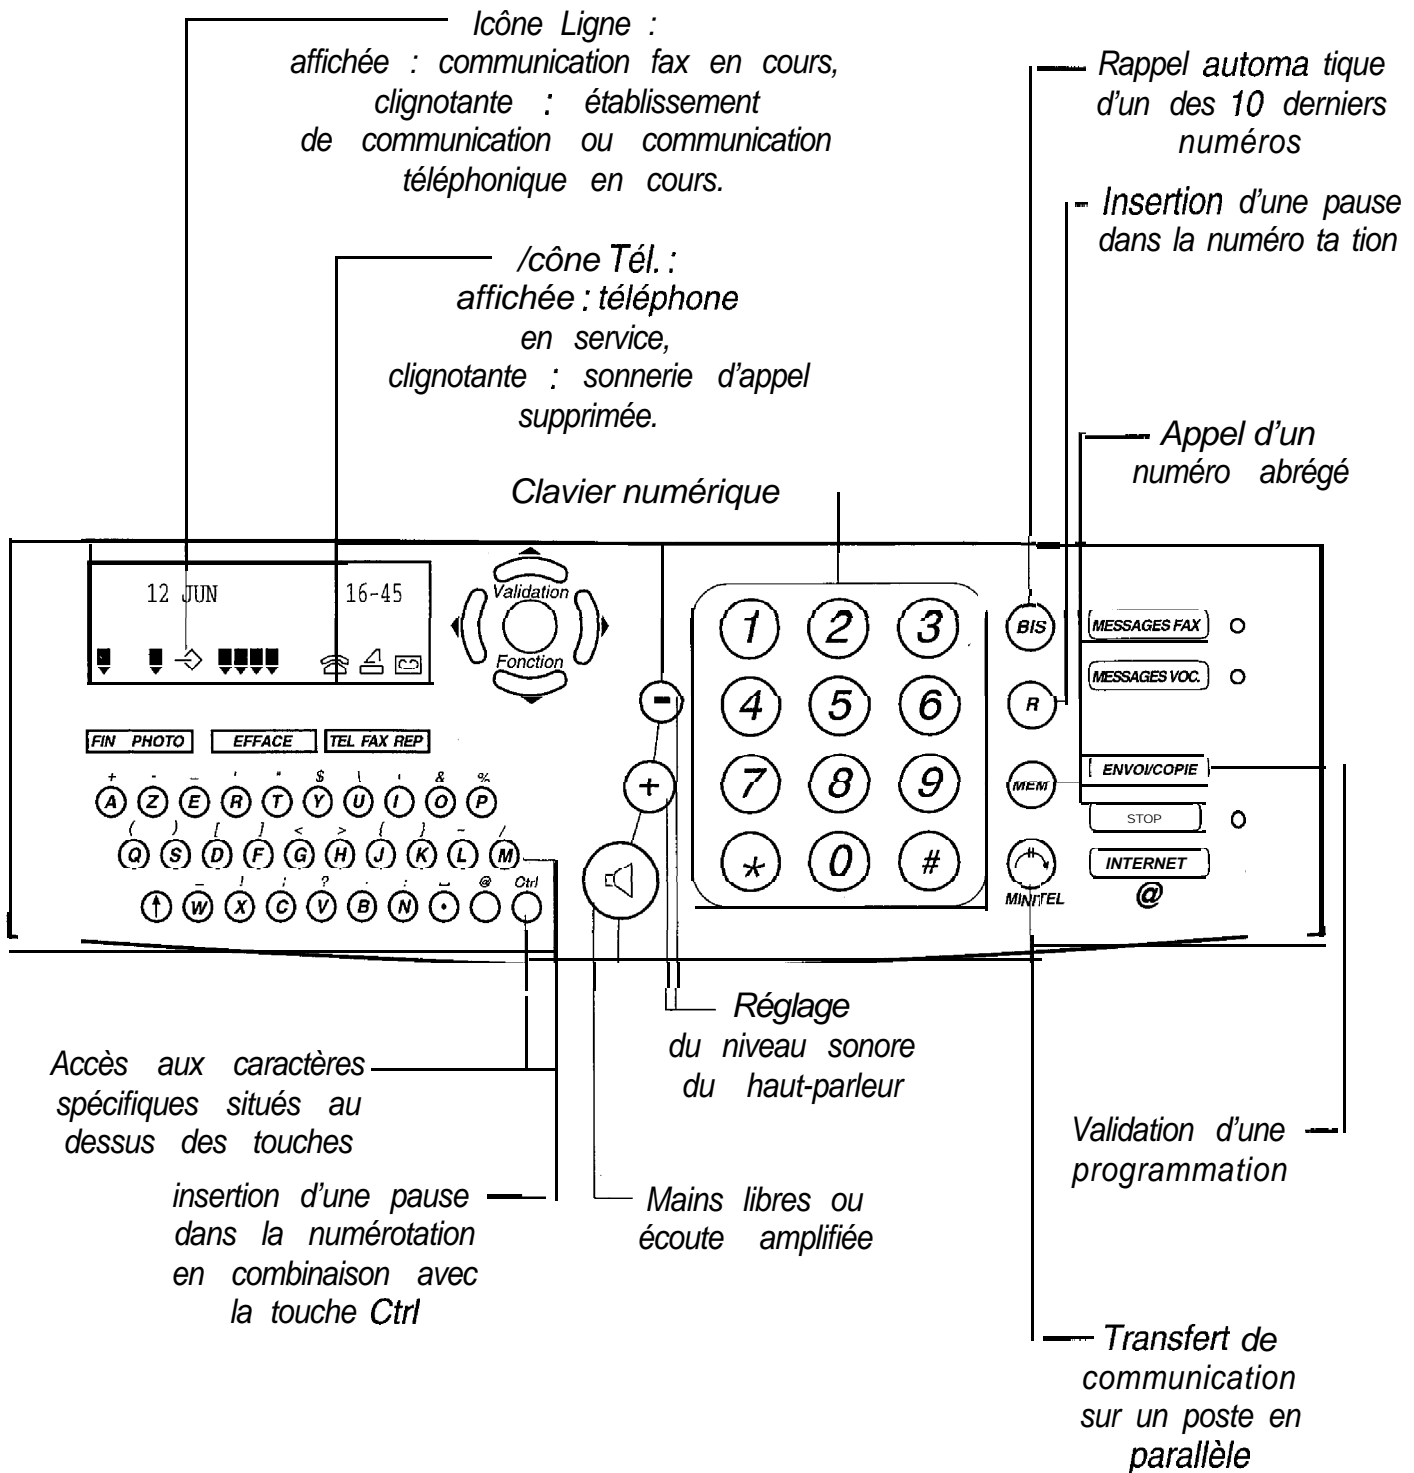 Icône Ligne :
affichée : communication fax en cours,
clignotante : établissement
de communication ou communication
téléphonique en cours.
Rappel automa tique
d'un des 10 derniers
numéros
Insertion d'une pause
dans la numéro ta tion
/cône Tél. :
affichée : téléphone
en service,
clignotante : sonnerie d'appel
supprimée.
Appel d'un
numéro abrégé
Clavier numérique
12 JUN 16-45
Validation
Fonction
1 2 3
4 5 6
7 8 9
* 0 #
BIS
R
MEM
MINITEL
MESSAGES FAX
MESSAGES VOC.
ENVOI/COPIE
STOP
INTERNET
@
-
+
FIN PHOTO EFFACE TEL FAX REP
+ - _ ' " $ \ ' & %
A Z E R T Y U I O P
( ) [ ] < > { } ~ /
Q S D F G H J K L M
_ ! ; ? . : @ Ctrl
W X C V B N
Réglage
du niveau sonore
du haut-parleur
Accès aux caractères
spécifiques situés au
dessus des touches
insertion d'une pause
dans la numérotation
en combinaison avec
la touche Ctrl
Mains libres ou
écoute amplifiée
Validation d'une
programmation
Transfert de
communication
sur un poste en
parallèle